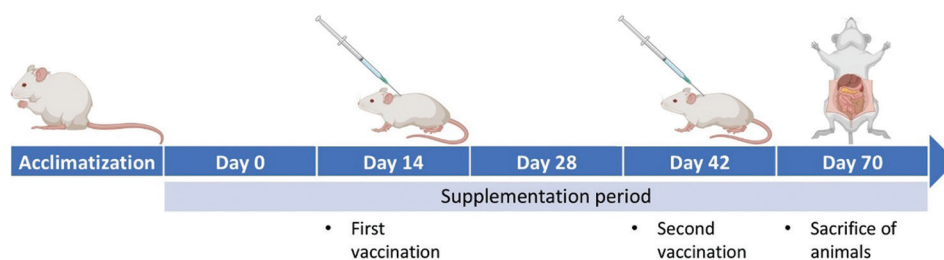 Acclimatization Day 0 Day 14 Day 28 Day 42 Day 70
Supplementation period
• First vaccination
• Second vaccination
• Sacrifice of animals